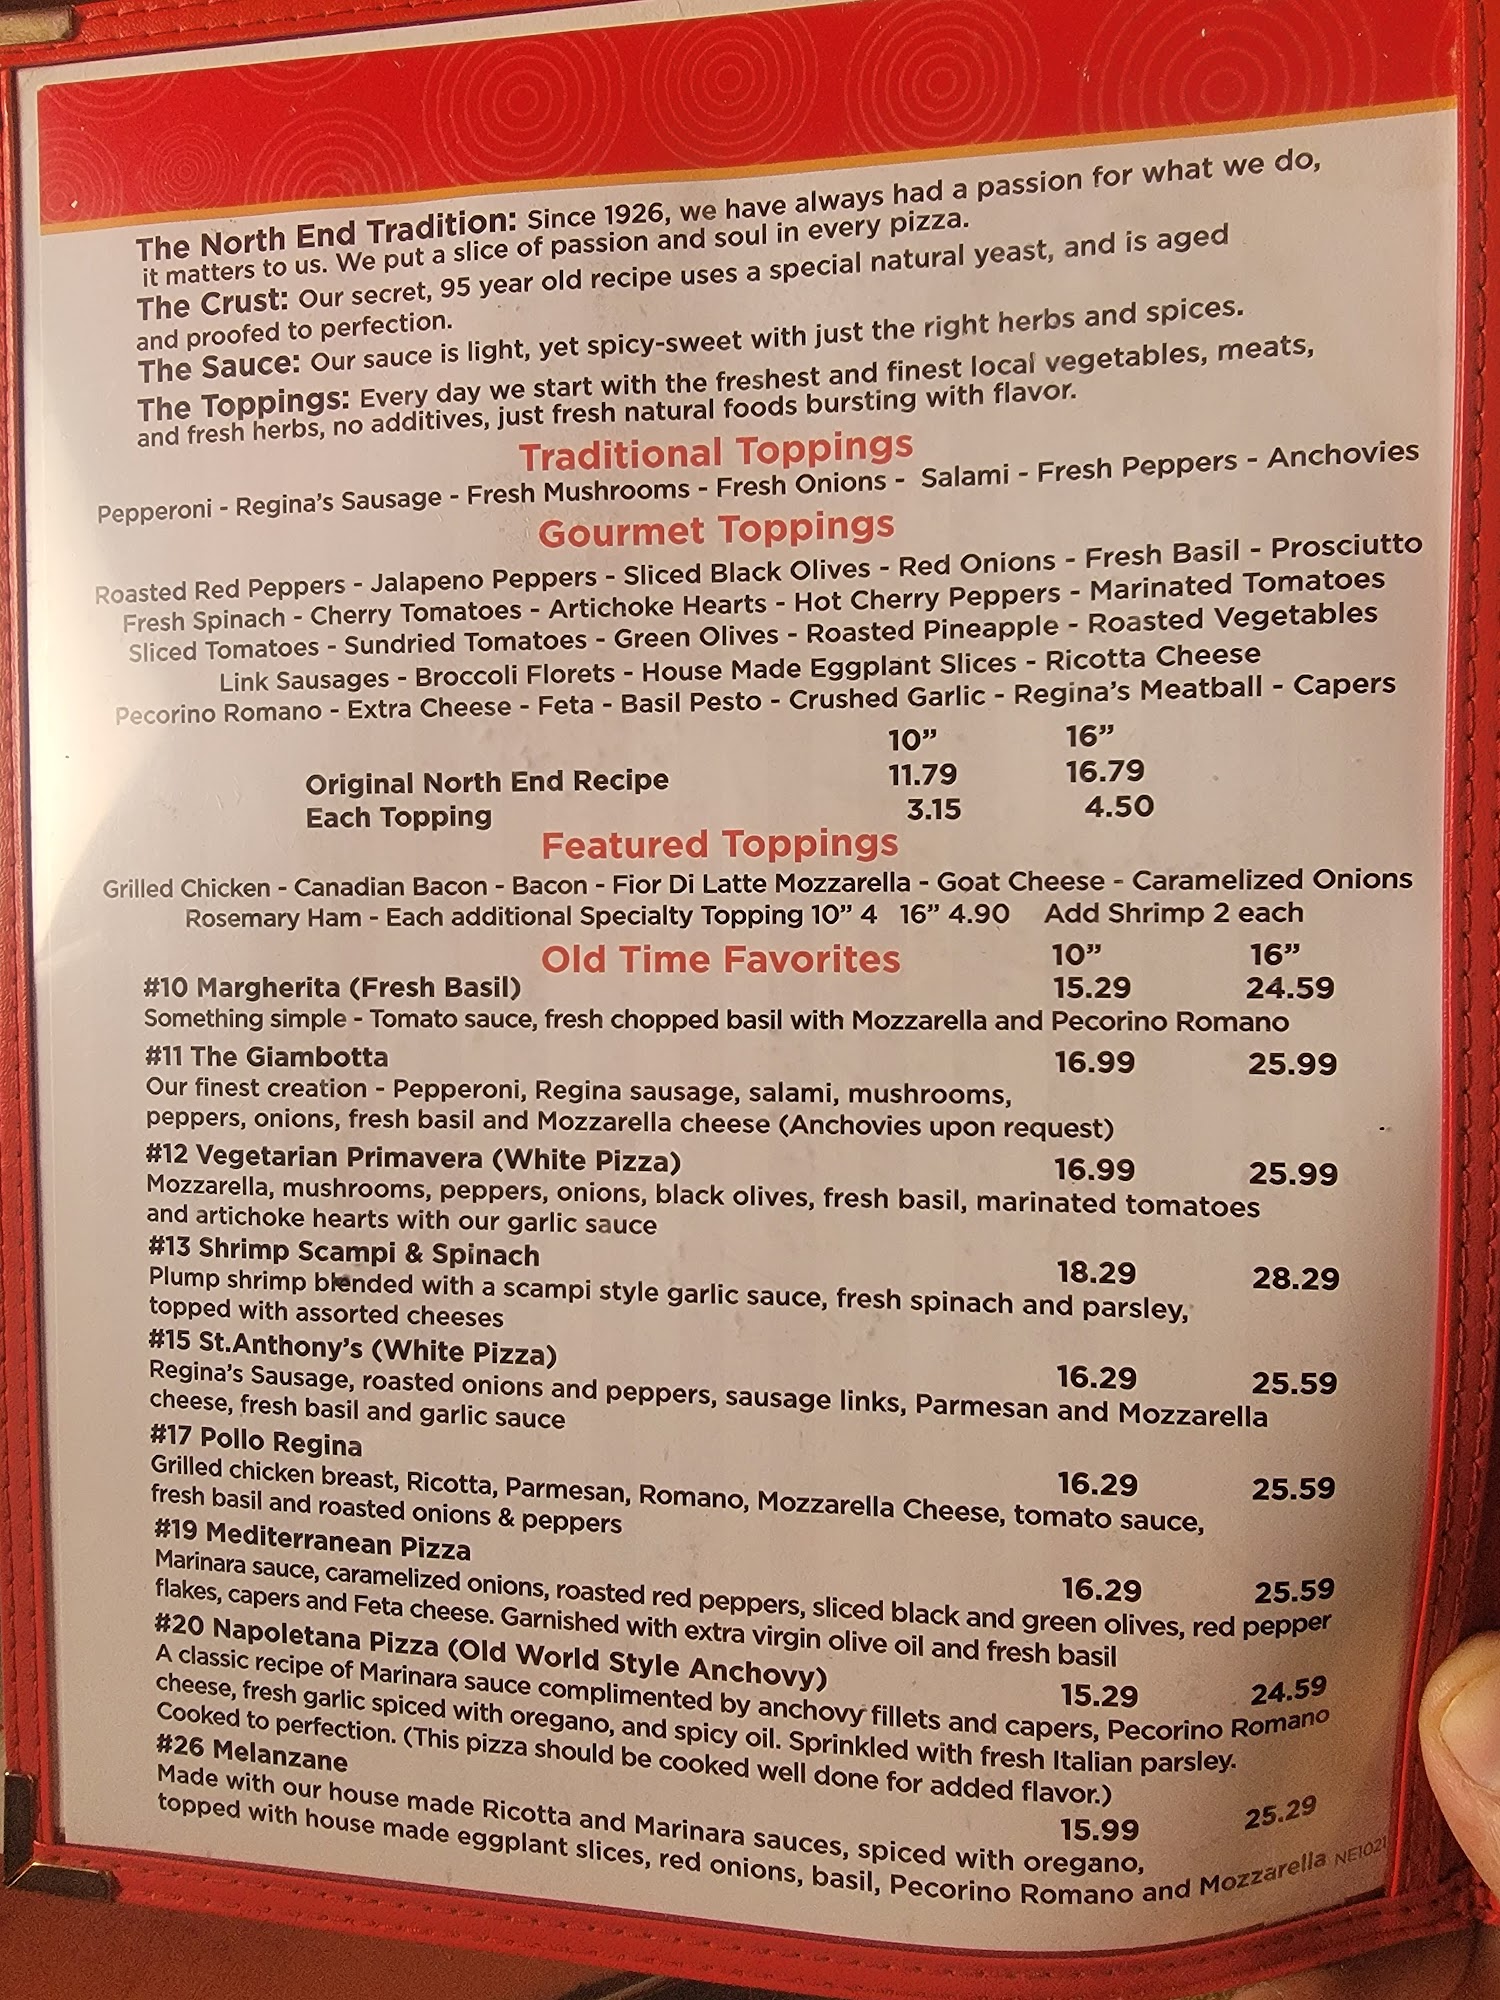 The North End Tradition: Since 1926, we have always had a passion for what we do,
it matters to us. We put a slice of passion and soul in every pizza.
The Crust: Our secret, 95 year old recipe uses a special natural yeast, and is aged
and proofed to perfection.
The Sauce: Our sauce is light, yet spicy-sweet with just the right herbs and spices.
The Toppings: Every day we start with the freshest and finest local vegetables, meats,
and fresh herbs, no additives, just fresh natural foods bursting with flavor.
Traditional Toppings
Pepperoni - Regina's Sausage - Fresh Mushrooms - Fresh Onions - Salami - Fresh Peppers - Anchovies
Gourmet Toppings
Roasted Red Peppers - Jalapeno Peppers - Sliced Black Olives - Red Onions - Fresh Basil - Prosciutto
Fresh Spinach - Cherry Tomatoes - Artichoke Hearts - Hot Cherry Peppers - Marinated Tomatoes
Sliced Tomatoes - Sundried Tomatoes - Green Olives - Roasted Pineapple - Roasted Vegetables
Link Sausages - Broccoli Florets - House Made Eggplant Slices - Ricotta Cheese
Pecorino Romano - Extra Cheese - Feta - Basil Pesto - Crushed Garlic - Regina's Meatball - Capers
10” 16”
Original North End Recipe 11.79 16.79
Each Topping 3.15 4.50
Featured Toppings
Grilled Chicken - Canadian Bacon - Bacon - Fior Di Latte Mozzarella - Goat Cheese - Caramelized Onions
Rosemary Ham - Each additional Specialty Topping 10” 4 16” 4.90 Add Shrimp 2 each
Old Time Favorites 10” 16”
#10 Margherita (Fresh Basil) 15.29 24.59
Something simple - Tomato sauce, fresh chopped basil with Mozzarella and Pecorino Romano
#11 The Giambotta 16.99 25.99
Our finest creation - Pepperoni, Regina sausage, salami, mushrooms,
peppers, onions, fresh basil and Mozzarella cheese (Anchovies upon request)
#12 Vegetarian Primavera (White Pizza) 16.99 25.99
Mozzarella, mushrooms, peppers, onions, black olives, fresh basil, marinated tomatoes
and artichoke hearts with our garlic sauce
#13 Shrimp Scampi & Spinach 18.29 28.29
Plump shrimp blended with a scampi style garlic sauce, fresh spinach and parsley,
topped with assorted cheeses
#15 St.Anthony's (White Pizza) 16.29 25.59
Regina's Sausage, roasted onions and peppers, sausage links, Parmesan and Mozzarella
cheese, fresh basil and garlic sauce
#17 Pollo Regina 16.29 25.59
Grilled chicken breast, Ricotta, Parmesan, Romano, Mozzarella Cheese, tomato sauce,
fresh basil and roasted onions & peppers
#19 Mediterranean Pizza 16.29 25.59
Marinara sauce, caramelized onions, roasted red peppers, sliced black and green olives, red pepper
flakes, capers and Feta cheese. Garnished with extra virgin olive oil and fresh basil
#20 Napoletana Pizza (Old World Style Anchovy) 15.29 24.59
A classic recipe of Marinara sauce complimented by anchovy fillets and capers, Pecorino Romano
cheese, fresh garlic spiced with oregano, and spicy oil. Sprinkled with fresh Italian parsley.
Cooked to perfection. (This pizza should be cooked well done for added flavor.)
#26 Melanzane 15.99 25.29
Made with our house made Ricotta and Marinara sauces, spiced with oregano,
topped with house made eggplant slices, red onions, basil, Pecorino Romano and Mozzarella NE1021